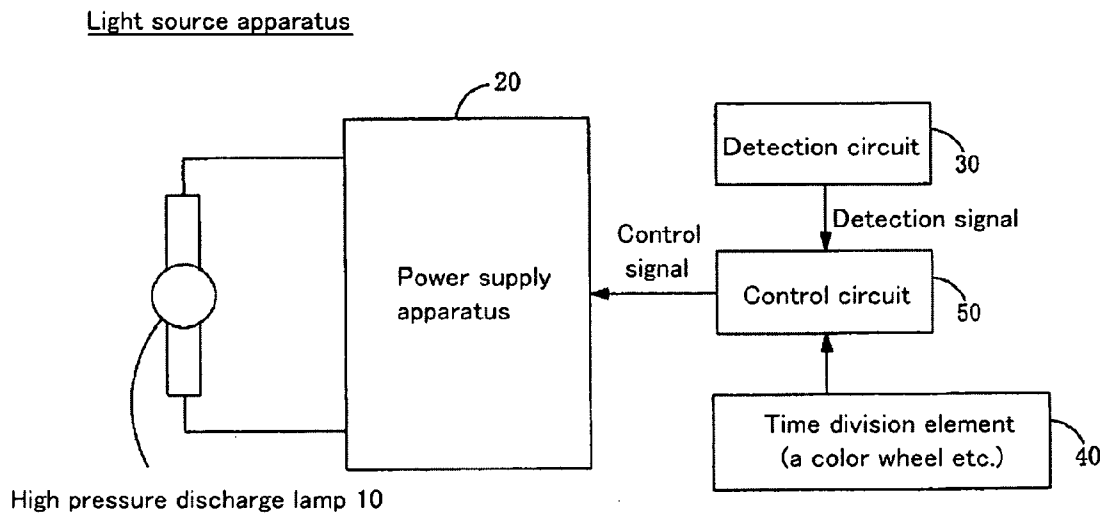 Light source apparatus
20
Detection circuit
30
Detection signal
Control
signal
Power supply
apparatus
Control circuit
50
Time division element
(a color wheel etc.)
40
High pressure discharge lamp 10